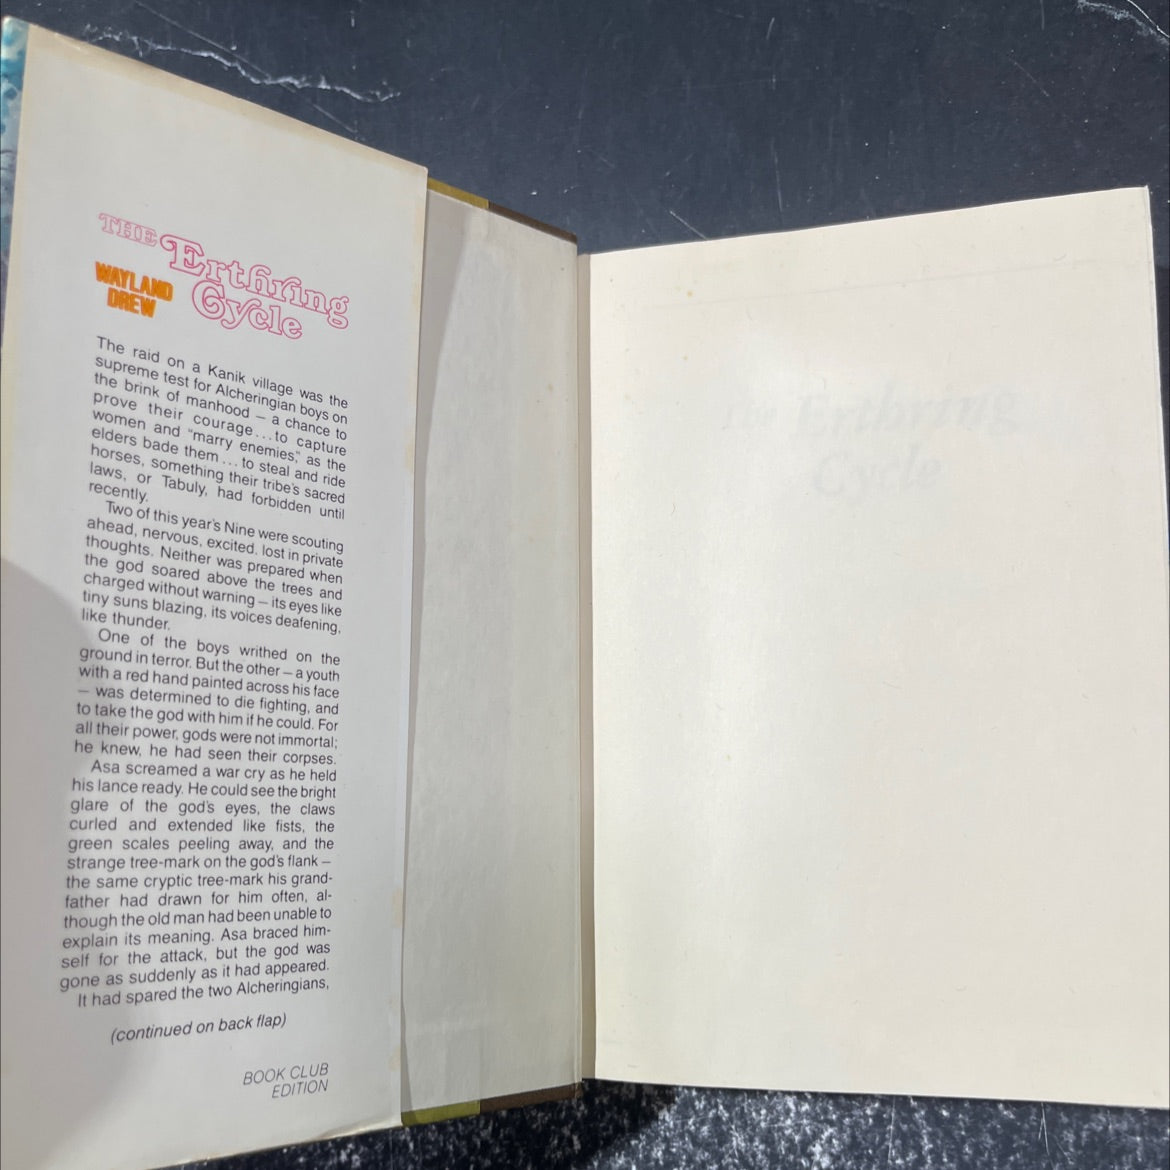 THE Erthring
Cycle
WAYLAND
DREW
The raid on a Kanik village was the
supreme test for Alcheringian boys on
the brink of manhood – a chance to
prove their courage...to capture
women and "marry enemies," as the
elders bade them...to steal and ride
horses, something their tribe's sacred
laws, or Tabuly, had forbidden until
recently.
Two of this year's Nine were scouting
ahead, nervous, excited, lost in private
thoughts. Neither was prepared when
the god soared above the trees and
charged without warning – its eyes like
tiny suns blazing, its voices deafening,
like thunder.
One of the boys writhed on the
ground in terror. But the other – a youth
with a red hand painted across his face
– was determined to die fighting, and
to take the god with him if he could. For
all their power, gods were not immortal;
he knew, he had seen their corpses.
Asa screamed a war cry as he held
his lance ready. He could see the bright
glare of the god's eyes, the claws
curled and extended like fists, the
green scales peeling away, and the
strange tree-mark on the god's flank –
the same cryptic tree-mark his grand-
father had drawn for him often, al-
though the old man had been unable to
explain its meaning. Asa braced him-
self for the attack, but the god was
gone as suddenly as it had appeared.
It had spared the two Alcheringians,
(continued on back flap)
BOOK CLUB
EDITION
The Erthring
Cycle